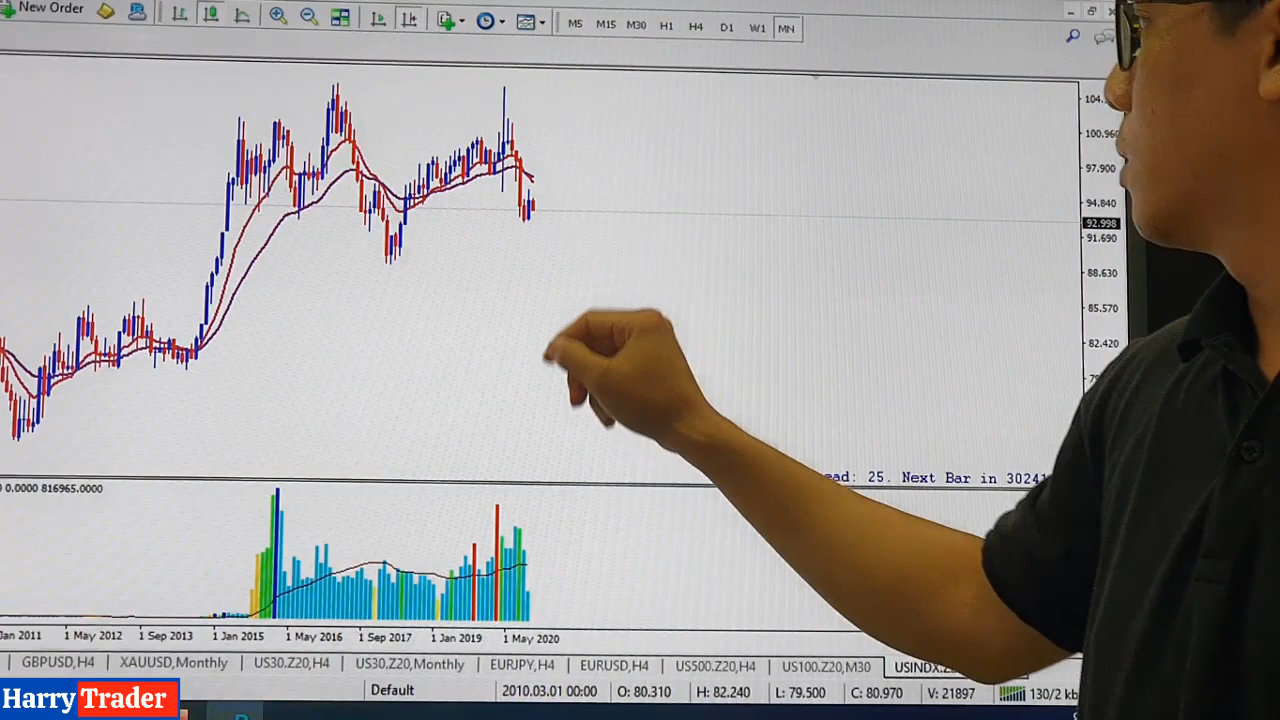 New Order
M5 M15 M30 H1 H4 D1 W1 MN
100.960
97.900
94.840
92.998
91.690
88.630
85.570
82.420
25. Next Bar in 30241
0.0000 816965.0000
Jan 2011 1 May 2012 1 Sep 2013 1 Jan 2015 1 May 2016 1 Sep 2017 1 Jan 2019 1 May 2020
GBPUSD,H4 XAUUSD,Monthly US30.Z20,H4 US30.Z20,Monthly EURJPY,H4 EURUSD,H4 US500.Z20,H4 US100.Z20,M30
Default 2010.03.01 00:00 O: 80.310 H: 82.240 L: 79.500 C: 80.970 V: 21897 130/2 kb
Harry Trader